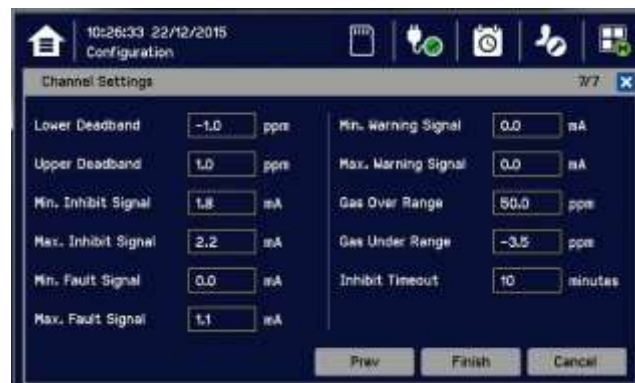 10:26:33 22/12/2015
Configuration
Channel Settings 7/7 X
Lower Deadband -1.0 ppm
Upper Deadband 1.0 ppm
Min. Inhibit Signal 1.8 mA
Max. Inhibit Signal 2.2 mA
Min. Fault Signal 0.0 mA
Max. Fault Signal 1.1 mA
Min. Warning Signal 0.0 mA
Max. Warning Signal 0.0 mA
Gas Over Range 50.0 ppm
Gas Under Range -3.5 ppm
Inhibit Timeout 10 minutes
Prev Finish Cancel